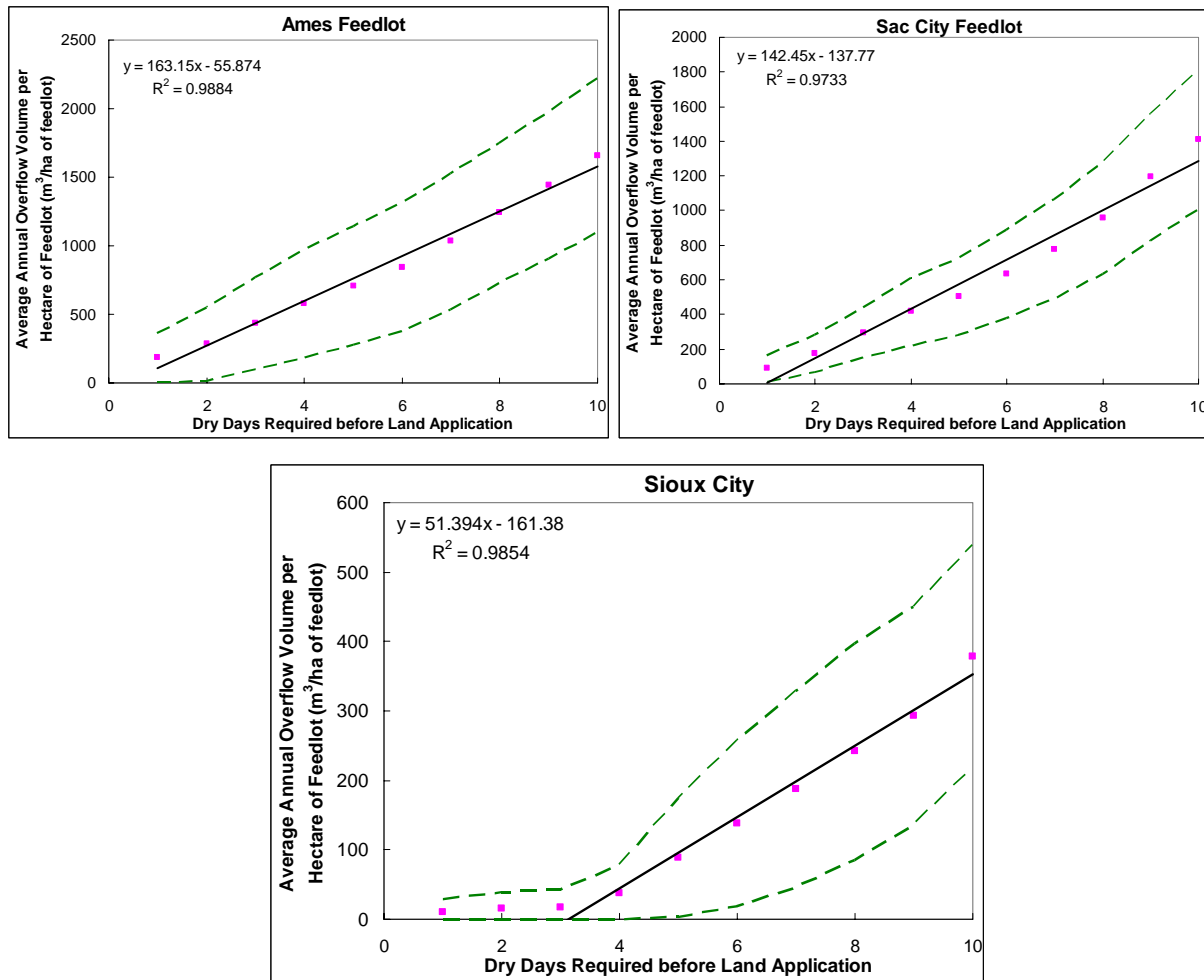 Ames Feedlot
y = 163.15x - 55.874
R² = 0.9884
2500
2000
1500
1000
500
0
0 2 4 6 8 10
Average Annual Overflow Volume per
Hectare of Feedlot (m³/ha of feedlot)
Dry Days Required before Land Application
Sac City Feedlot
y = 142.45x - 137.77
R² = 0.9733
2000
1800
1600
1400
1200
1000
800
600
400
200
0
0 2 4 6 8 10
Average Annual Overflow Volume per
Hectare of Feedlot (m³/ha of feedlot)
Dry Days Required before Land Application
Sioux City
y = 51.394x - 161.38
R² = 0.9854
600
500
400
300
200
100
0
0 2 4 6 8 10
Average Annual Overflow Volume per
Hectare of Feedlot (m³/ha of feedlot)
Dry Days Required before Land Application